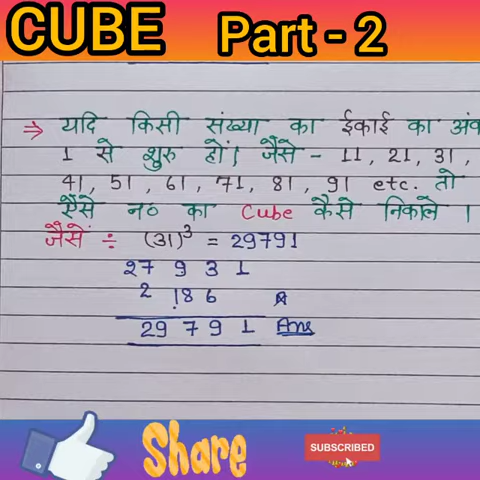 CUBE Part - 2
⇒ यदि किसी संख्या का ईकाई का अंक
1 से शुरू हों। जैसे - 11, 21, 31,
41, 51, 61, 71, 81, 91 etc. तो
ऐसे न० का Cube कैसे निकाले।
जैसें ÷ (31)³ = 29791
27 9 3 1
2 18 6
29 7 9 1 Ans
Share
SUBSCRIBED